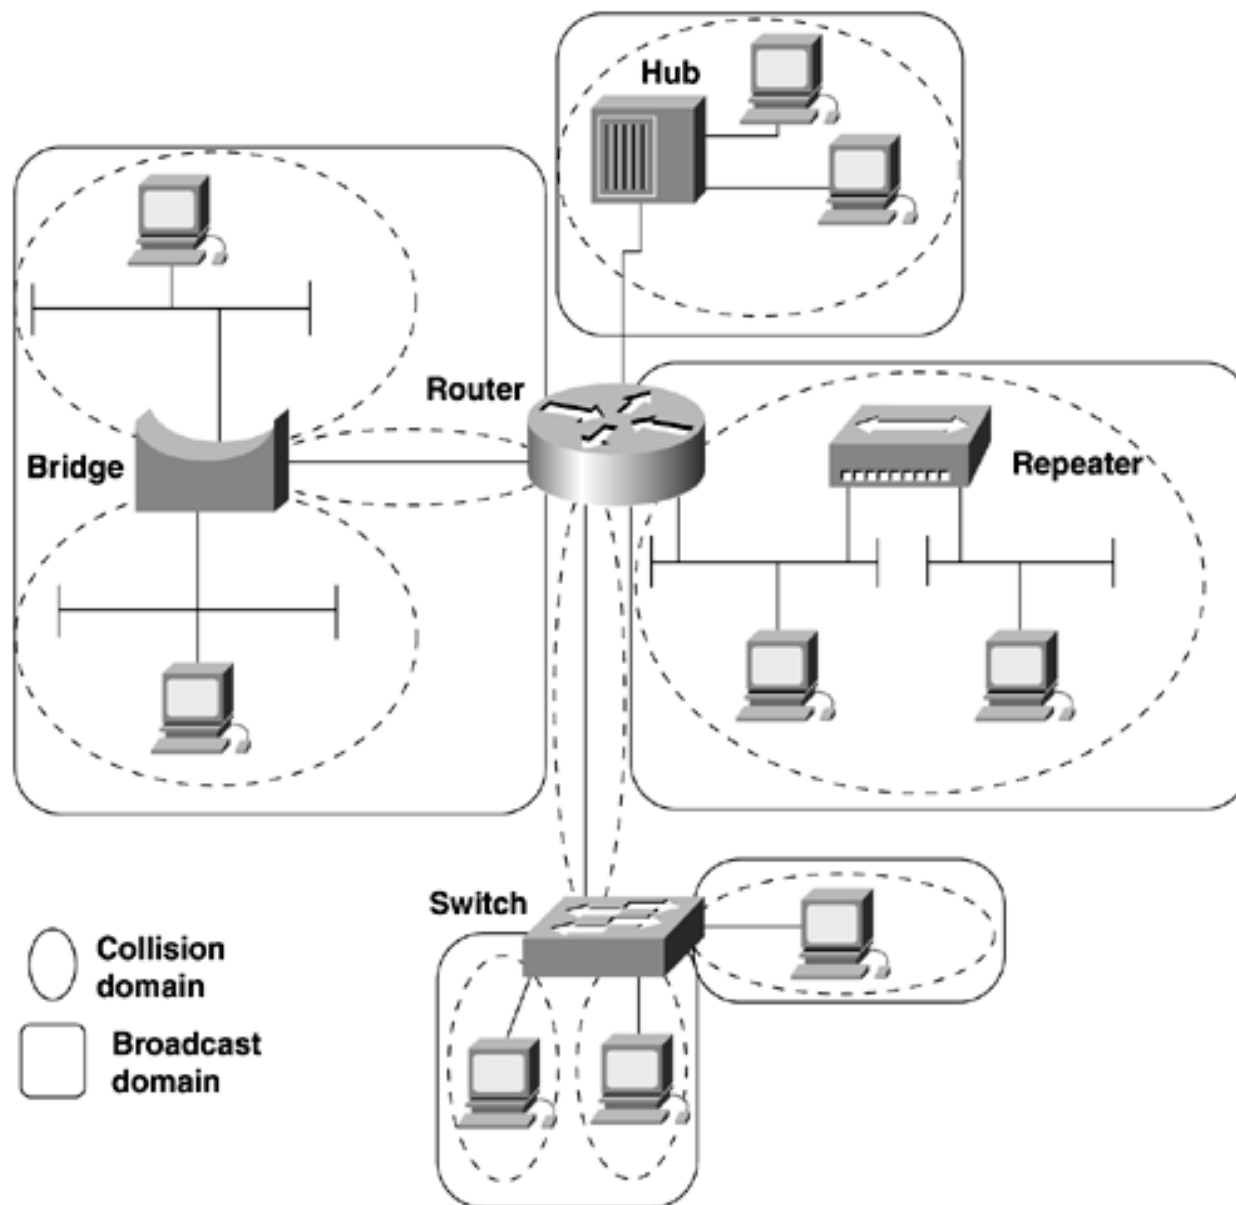 Hub
Router
Bridge
Repeater
Switch
Collision
domain
Broadcast
domain